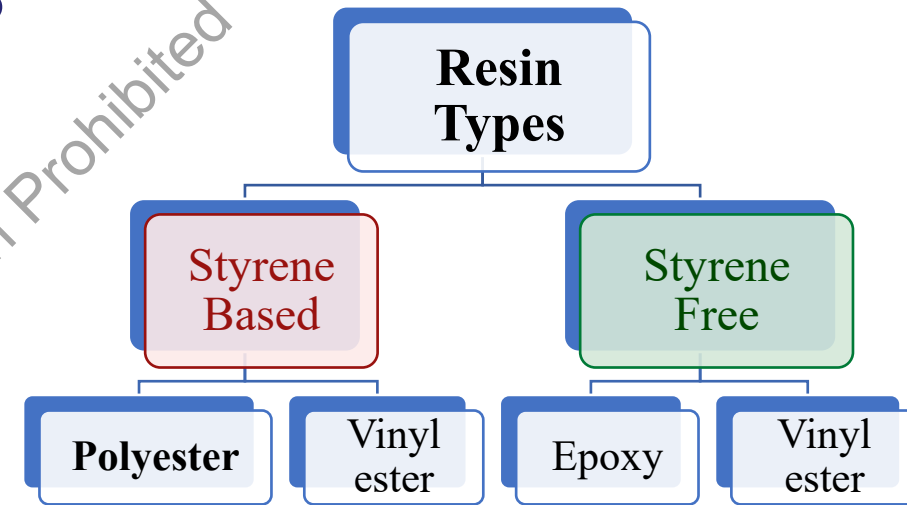 Prohibited
Resin
Types
Styrene
Based
Styrene
Free
Polyester
Vinyl
ester
Epoxy
Vinyl
ester